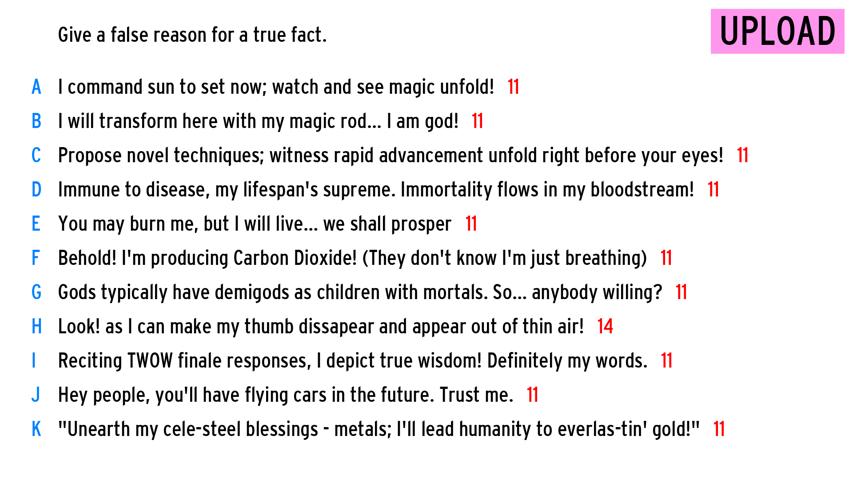 Give a false reason for a true fact.
UPLOAD
A I command sun to set now; watch and see magic unfold! 11
B I will transform here with my magic rod... I am god! 11
C Propose novel techniques; witness rapid advancement unfold right before your eyes! 11
D Immune to disease, my lifespan's supreme. Immortality flows in my bloodstream! 11
E You may burn me, but I will live... we shall prosper 11
F Behold! I'm producing Carbon Dioxide! (They don't know I'm just breathing) 11
G Gods typically have demigods as children with mortals. So... anybody willing? 11
H Look! as I can make my thumb dissapear and appear out of thin air! 14
I Reciting TWOW finale responses, I depict true wisdom! Definitely my words. 11
J Hey people, you'll have flying cars in the future. Trust me. 11
K "Unearth my cele-steel blessings - metals; I'll lead humanity to everlas-tin' gold!" 11